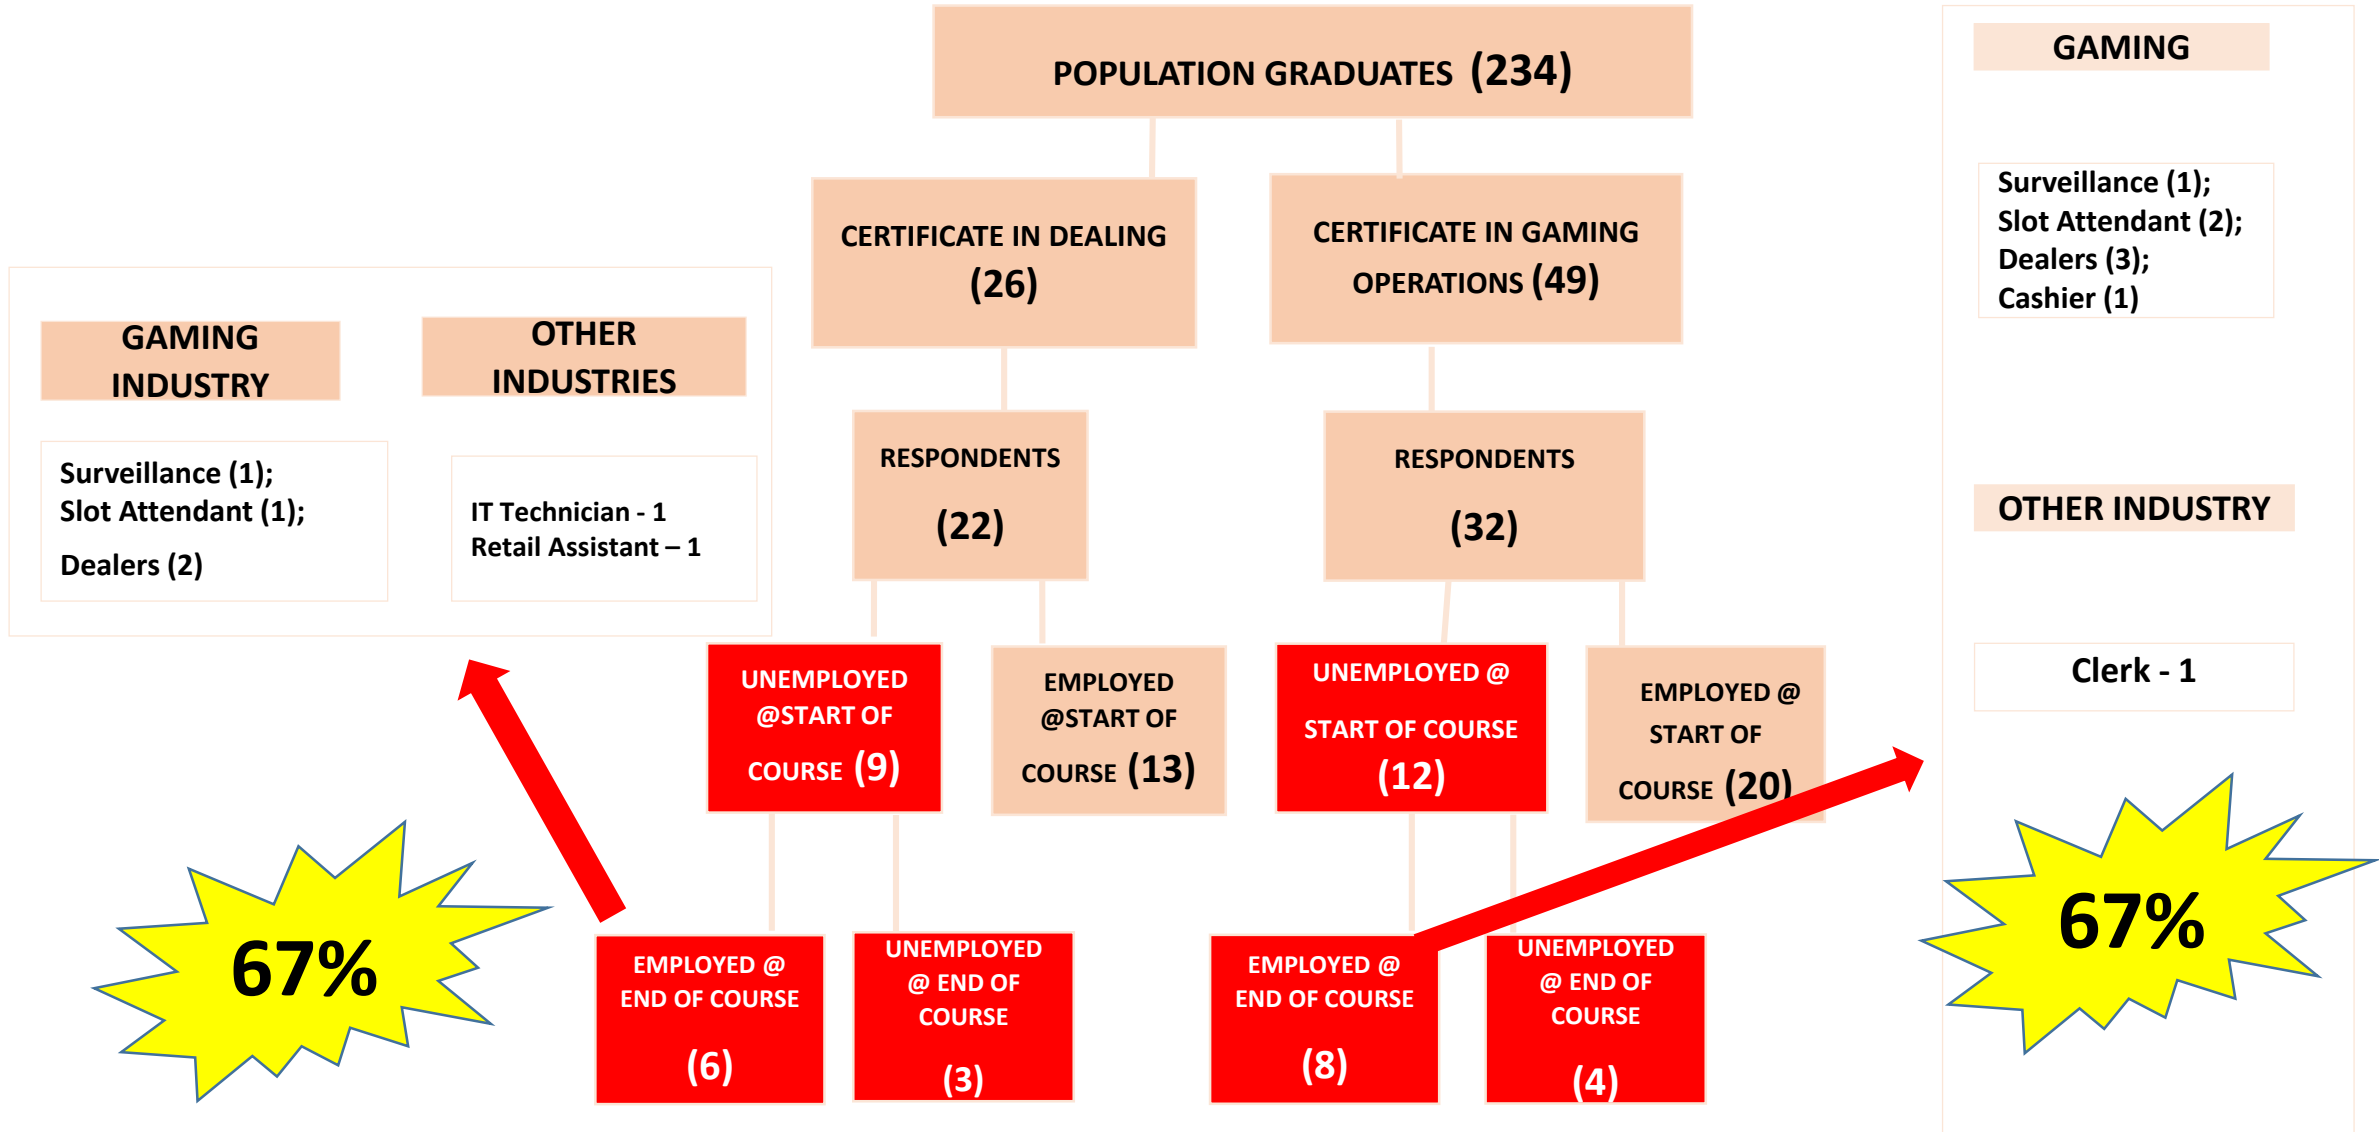 POPULATION GRADUATES (234)
CERTIFICATE IN DEALING
(26)
CERTIFICATE IN GAMING
OPERATIONS (49)
GAMING
Surveillance (1);
Slot Attendant (2);
Dealers (3);
Cashier (1)
OTHER INDUSTRY
Clerk - 1
67%
GAMING
INDUSTRY
OTHER
INDUSTRIES
Surveillance (1);
Slot Attendant (1);
Dealers (2)
IT Technician - 1
Retail Assistant – 1
67%
RESPONDENTS
(22)
RESPONDENTS
(32)
UNEMPLOYED
@START OF
COURSE (9)
EMPLOYED
@START OF
COURSE (13)
UNEMPLOYED @
START OF COURSE
(12)
EMPLOYED @
START OF
COURSE (20)
EMPLOYED @
END OF COURSE
(6)
UNEMPLOYED
@ END OF
COURSE
(3)
EMPLOYED @
END OF COURSE
(8)
UNEMPLOYED
@ END OF
COURSE
(4)